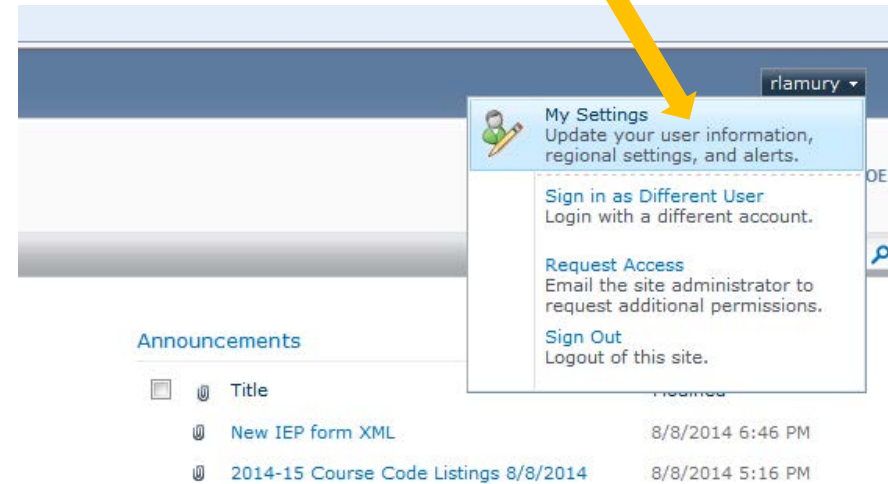 rlamury
My Settings
Update your user information,
regional settings, and alerts.
OE
Sign in as Different User
Login with a different account.
Request Access
Email the site administrator to
request additional permissions.
Sign Out
Logout of this site.
Announcements
Title
New IEP form XML 8/8/2014 6:46 PM
2014-15 Course Code Listings 8/8/2014 8/8/2014 5:16 PM